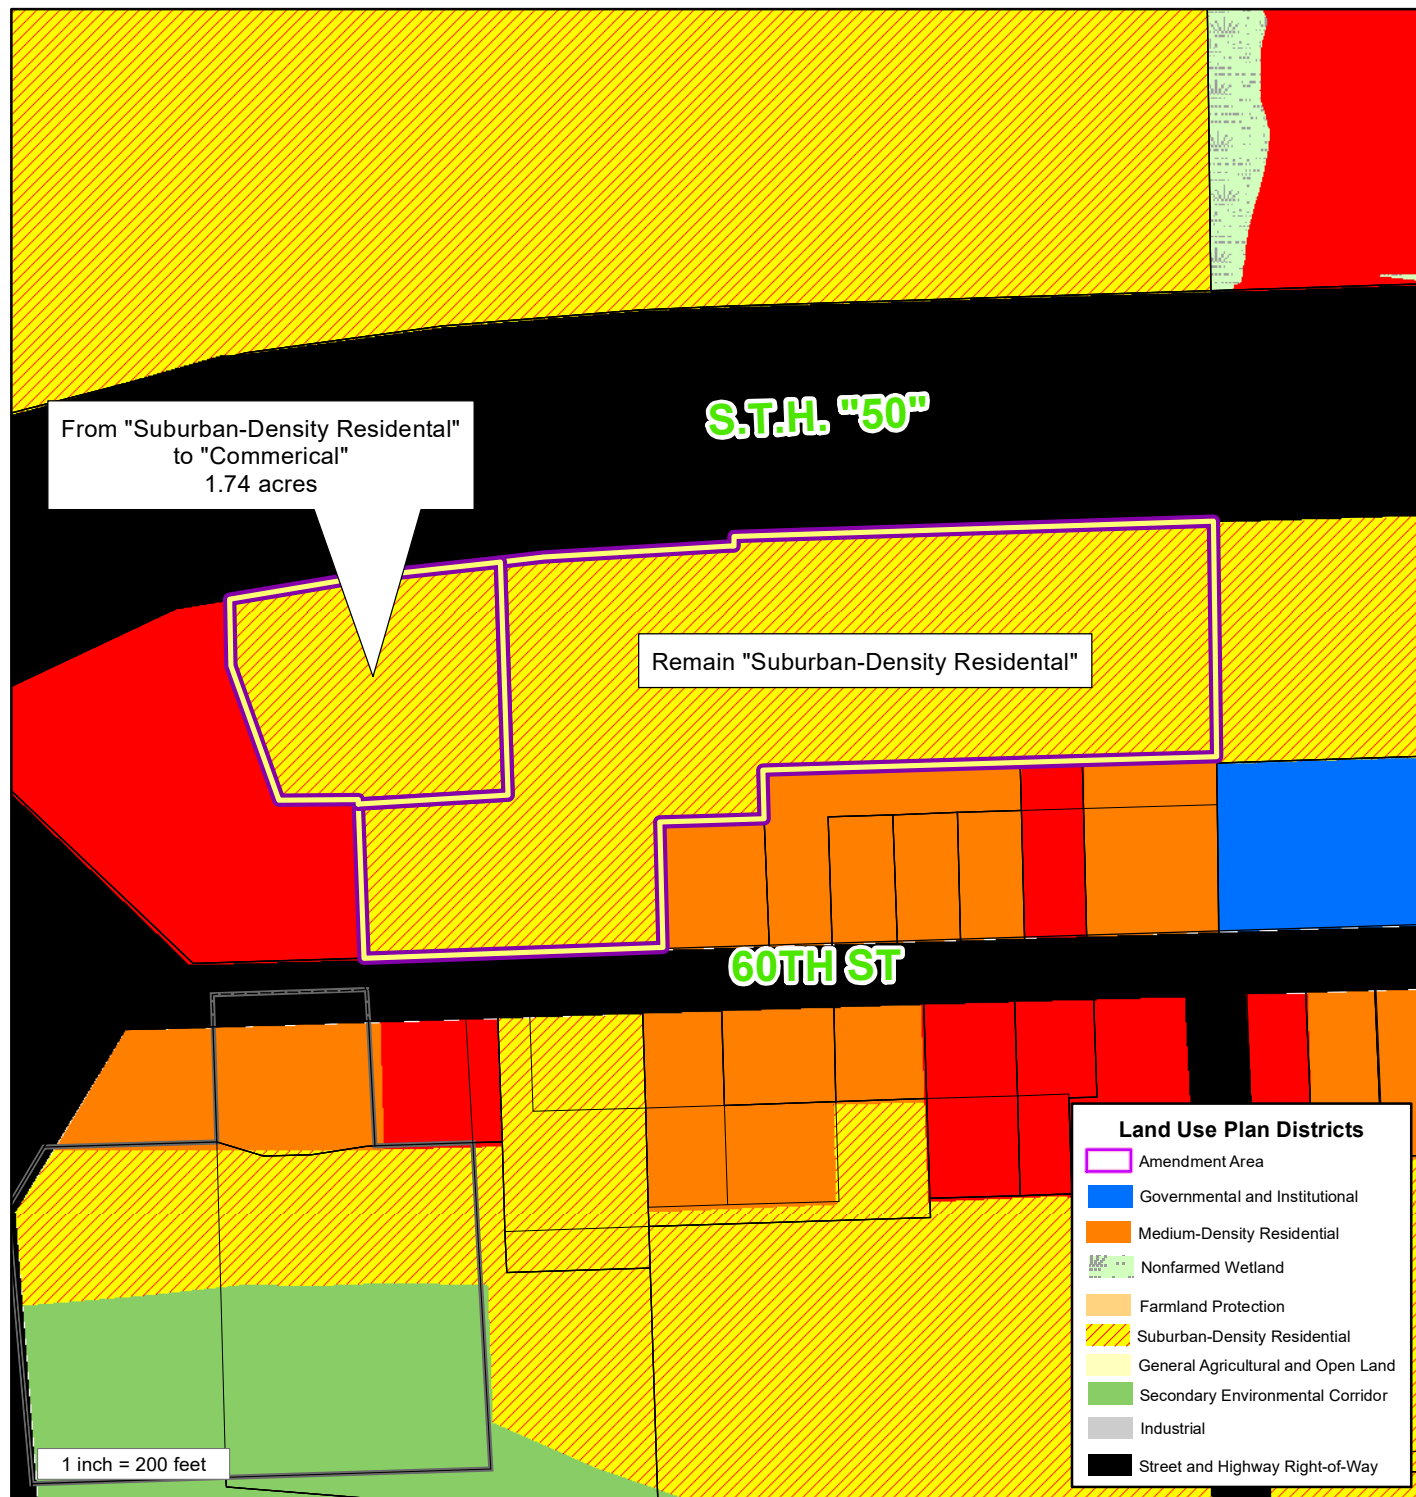 S.T.H. "50"
From "Suburban-Density Residental"
to "Commerical"
1.74 acres
Remain "Suburban-Density Residental"
60TH ST
Land Use Plan Districts
Amendment Area
Governmental and Institutional
Medium-Density Residential
Nonfarmed Wetland
Farmland Protection
Suburban-Density Residential
General Agricultural and Open Land
Secondary Environmental Corridor
Industrial
Street and Highway Right-of-Way
1 inch = 200 feet